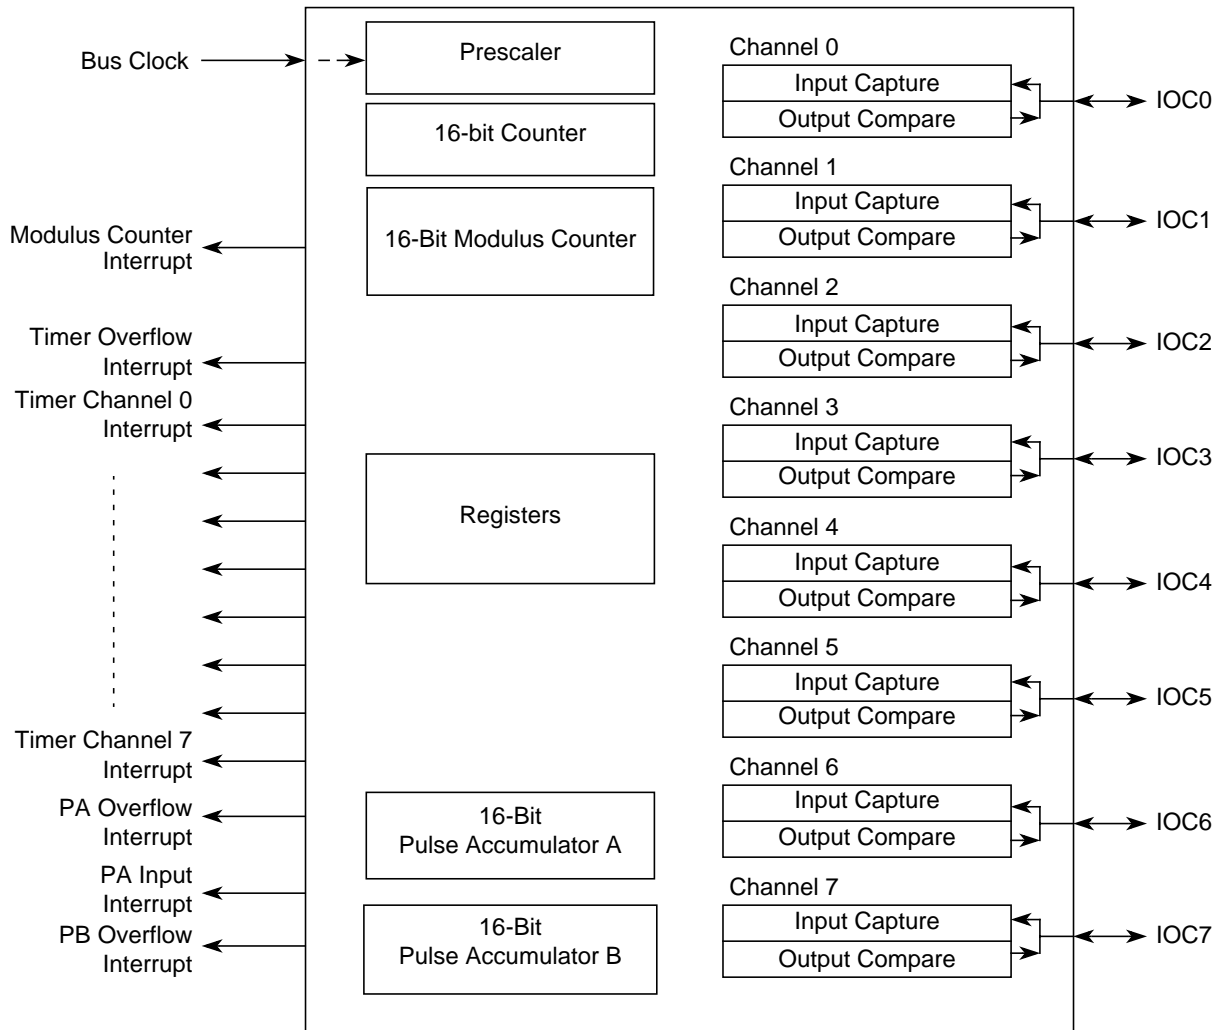 Bus Clock
Modulus Counter
Interrupt
Timer Overflow
Interrupt
Timer Channel 0
Interrupt
Timer Channel 7
Interrupt
PA Overflow
Interrupt
PA Input
Interrupt
PB Overflow
Interrupt
Prescaler
16-bit Counter
16-Bit Modulus Counter
Registers
16-Bit
Pulse Accumulator A
16-Bit
Pulse Accumulator B
Channel 0
Input Capture
Output Compare
IOC0
Channel 1
Input Capture
Output Compare
IOC1
Channel 2
Input Capture
Output Compare
IOC2
Channel 3
Input Capture
Output Compare
IOC3
Channel 4
Input Capture
Output Compare
IOC4
Channel 5
Input Capture
Output Compare
IOC5
Channel 6
Input Capture
Output Compare
IOC6
Channel 7
Input Capture
Output Compare
IOC7